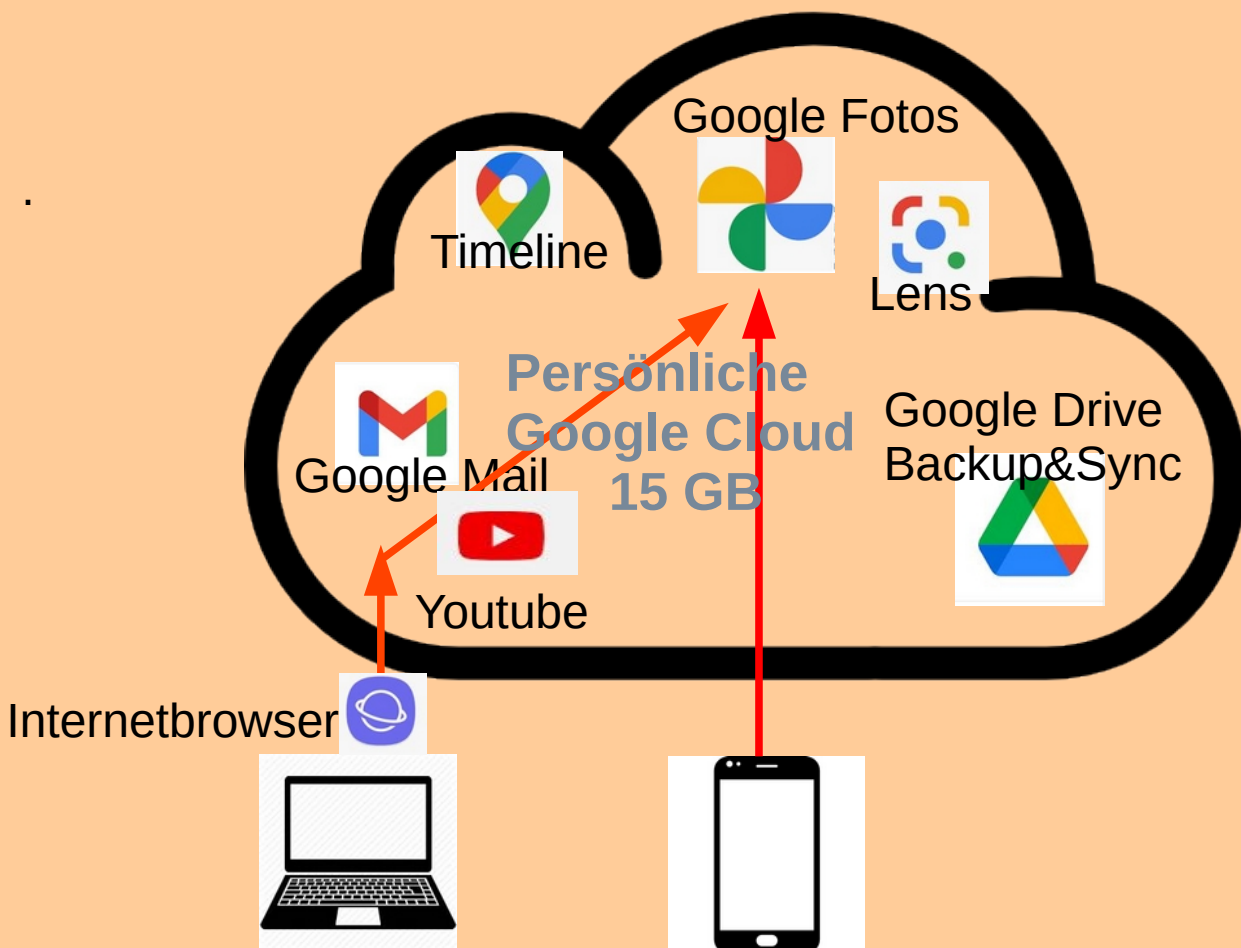 Google Fotos
.
Timeline
Lens
Persönliche
Google Cloud
15 GB
Google Drive
Backup&Sync
Google Mail
Youtube
Internetbrowser